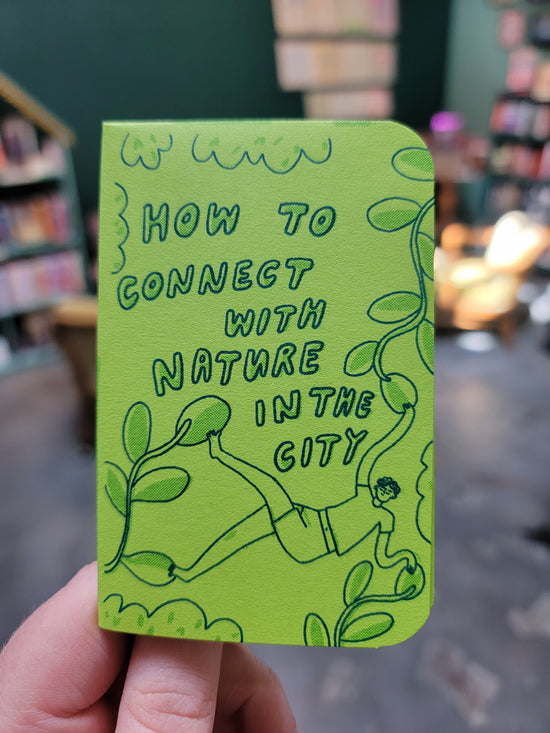 HOW TO
CONNECT
WITH
NATURE
IN THE
CITY